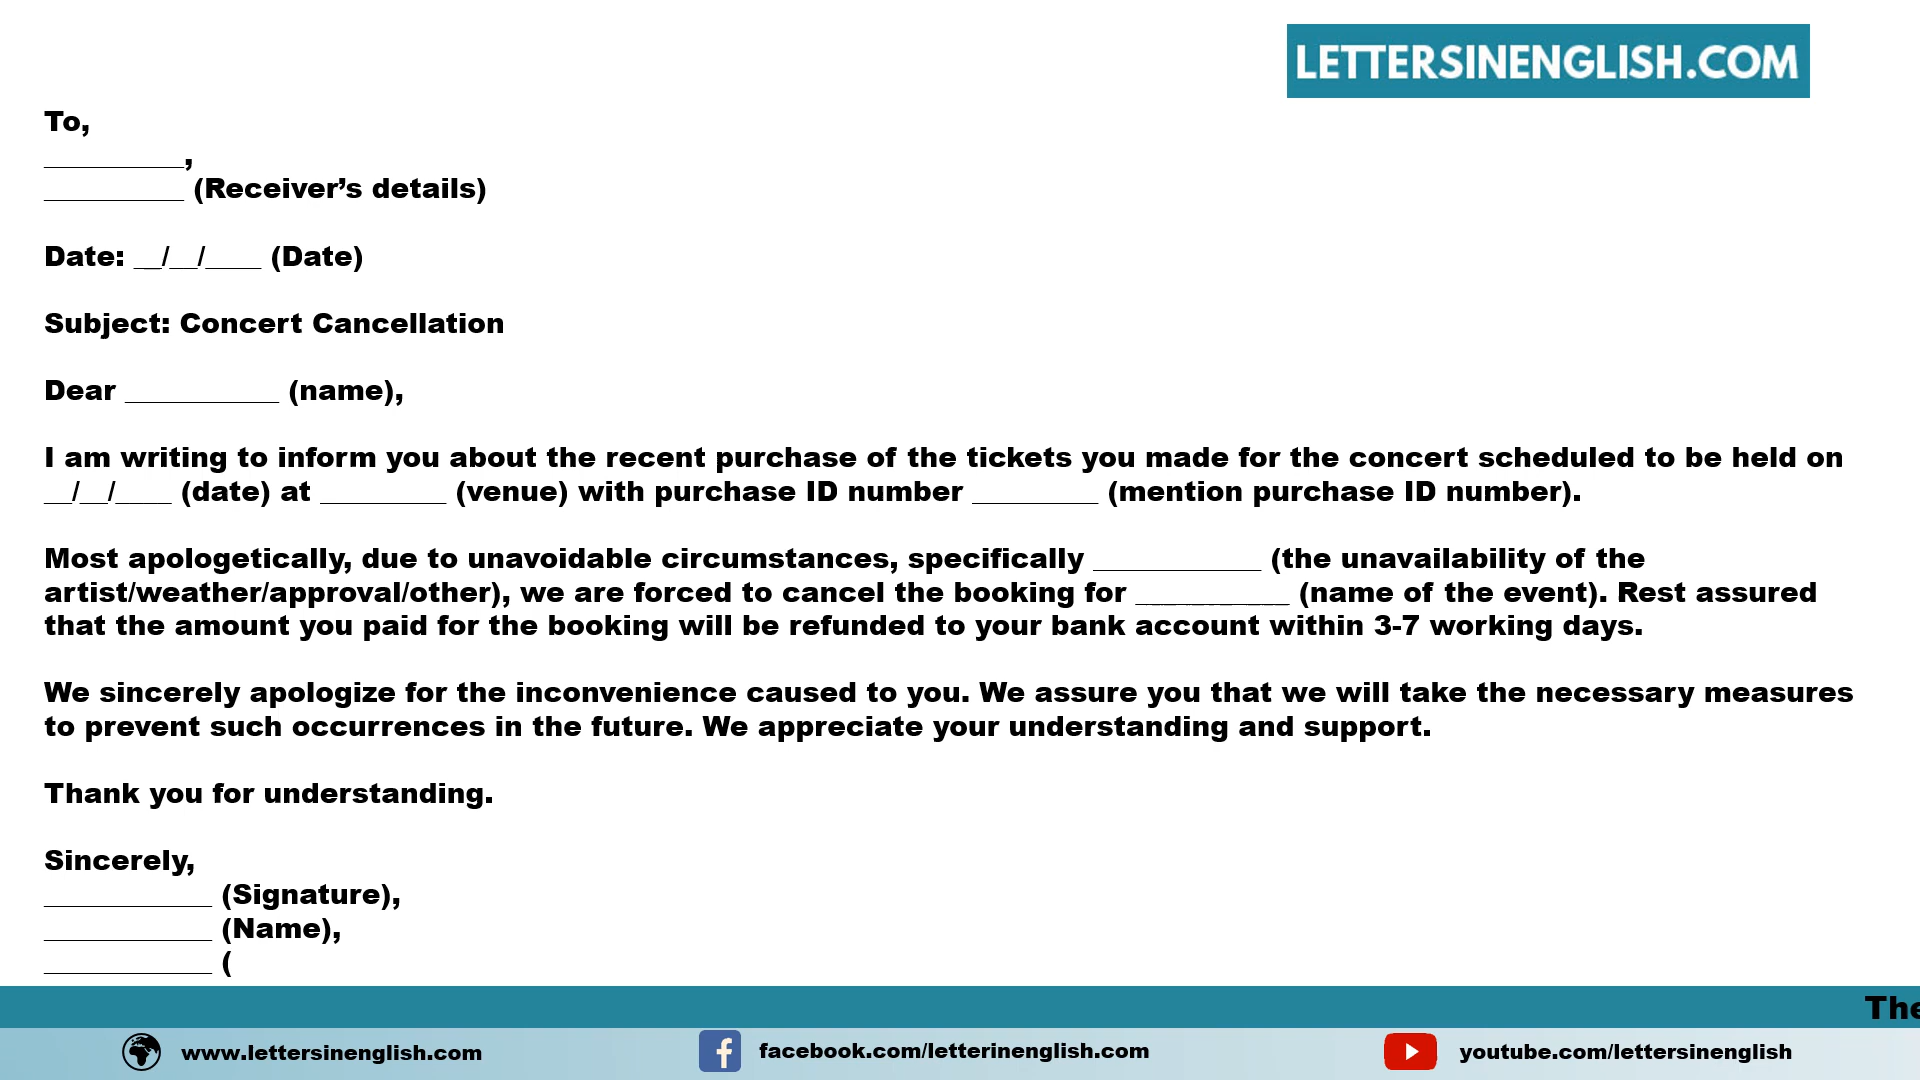 LETTERSINENGLISH.COM
To,
__________,
__________ (Receiver’s details)
Date: __/__/____ (Date)
Subject: Concert Cancellation
Dear ___________ (name),
I am writing to inform you about the recent purchase of the tickets you made for the concert scheduled to be held on
__/__/____ (date) at _________ (venue) with purchase ID number _________ (mention purchase ID number).
Most apologetically, due to unavoidable circumstances, specifically ____________ (the unavailability of the
artist/weather/approval/other), we are forced to cancel the booking for ___________ (name of the event). Rest assured
that the amount you paid for the booking will be refunded to your bank account within 3-7 working days.
We sincerely apologize for the inconvenience caused to you. We assure you that we will take the necessary measures
to prevent such occurrences in the future. We appreciate your understanding and support.
Thank you for understanding.
Sincerely,
____________ (Signature),
____________ (Name),
____________ (
The
www.lettersinenglish.com
facebook.com/letterinenglish.com
youtube.com/lettersinenglish